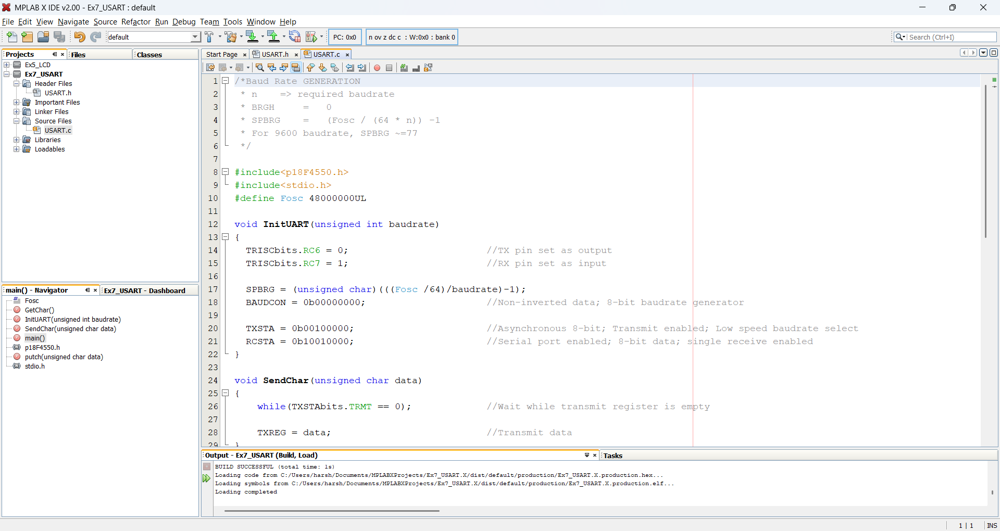 MPLAB X IDE v2.00 - Ex7_USART : default
File Edit View Navigate Source Refactor Run Debug Team Tools Window Help
default
PC: 0x0
n ov z dc c : W:0x0 : bank 0
Search (Ctrl+I)
Projects
Files
Classes
Ex5_LCD
Ex7_USART
Header Files
USART.h
Important Files
Linker Files
Source Files
USART.c
Libraries
Loadables
main() - Navigator
Ex7_USART - Dashboard
Fosc
GetChar()
InitUART(unsigned int baudrate)
SendChar(unsigned char data)
main()
p18F4550.h
putch(unsigned char data)
stdio.h
Start Page
USART.h
USART.c
1 /*Baud Rate GENERATION
2 * n => required baudrate
3 * BRGH = 0
4 * SPBRG = (Fosc / (64 * n)) -1
5 * For 9600 baudrate, SPBRG ~=77
6 */
7
8 #include<p18F4550.h>
9 #include<stdio.h>
10 #define Fosc 48000000UL
11
12 void InitUART(unsigned int baudrate)
13 {
14 TRISCbits.RC6 = 0; //TX pin set as output
15 TRISCbits.RC7 = 1; //RX pin set as input
16
17 SPBRG = (unsigned char)(((Fosc /64)/baudrate)-1);
18 BAUDCON = 0b00000000; //Non-inverted data; 8-bit baudrate generator
19
20 TXSTA = 0b00100000; //Asynchronous 8-bit; Transmit enabled; Low speed baudrate select
21 RCSTA = 0b10010000; //Serial port enabled; 8-bit data; single receive enabled
22 }
23
24 void SendChar(unsigned char data)
25 {
26 while(TXSTAbits.TRMT == 0); //Wait while transmit register is empty
27
28 TXREG = data; //Transmit data
29 }
Output - Ex7_USART (Build, Load)
Tasks
BUILD SUCCESSFUL (total time: 1s)
Loading code from C:/Users/harsh/Documents/MPLABXProjects/Ex7_USART.X/dist/default/production/Ex7_USART.X.production.hex...
Loading symbols from C:/Users/harsh/Documents/MPLABXProjects/Ex7_USART.X/dist/default/production/Ex7_USART.X.production.elf...
Loading completed
1 | 1
INS